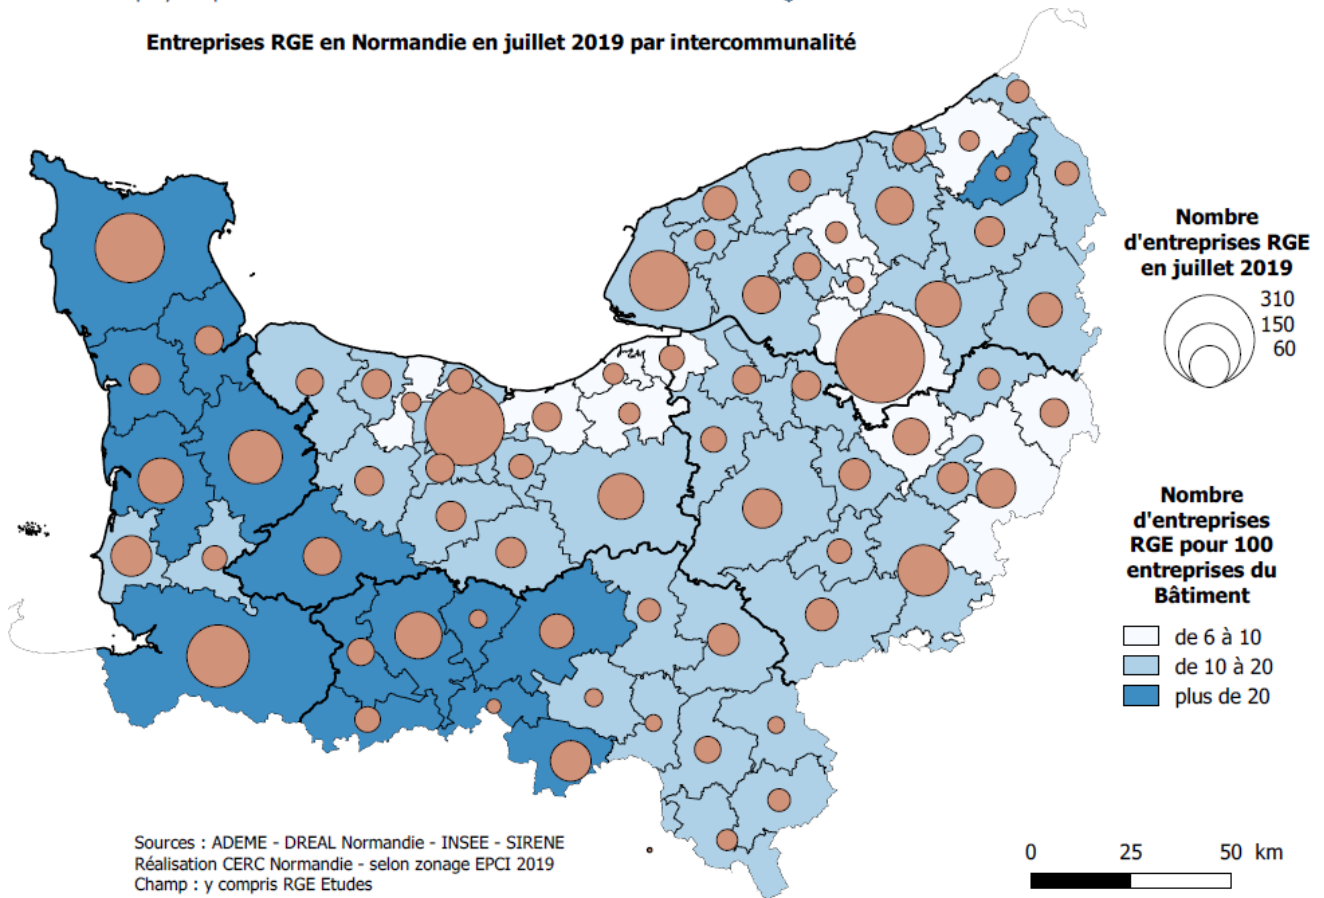 Entreprises RGE en Normandie en juillet 2019 par intercommunalité
Nombre
d'entreprises RGE
en juillet 2019
310
150
60
Nombre
d'entreprises
RGE pour 100
entreprises du
Bâtiment
de 6 à 10
de 10 à 20
plus de 20
Sources : ADEME - DREAL Normandie - INSEE - SIRENE
Réalisation CERC Normandie - selon zonage EPCI 2019
Champ : y compris RGE Etudes
0 25 50 km